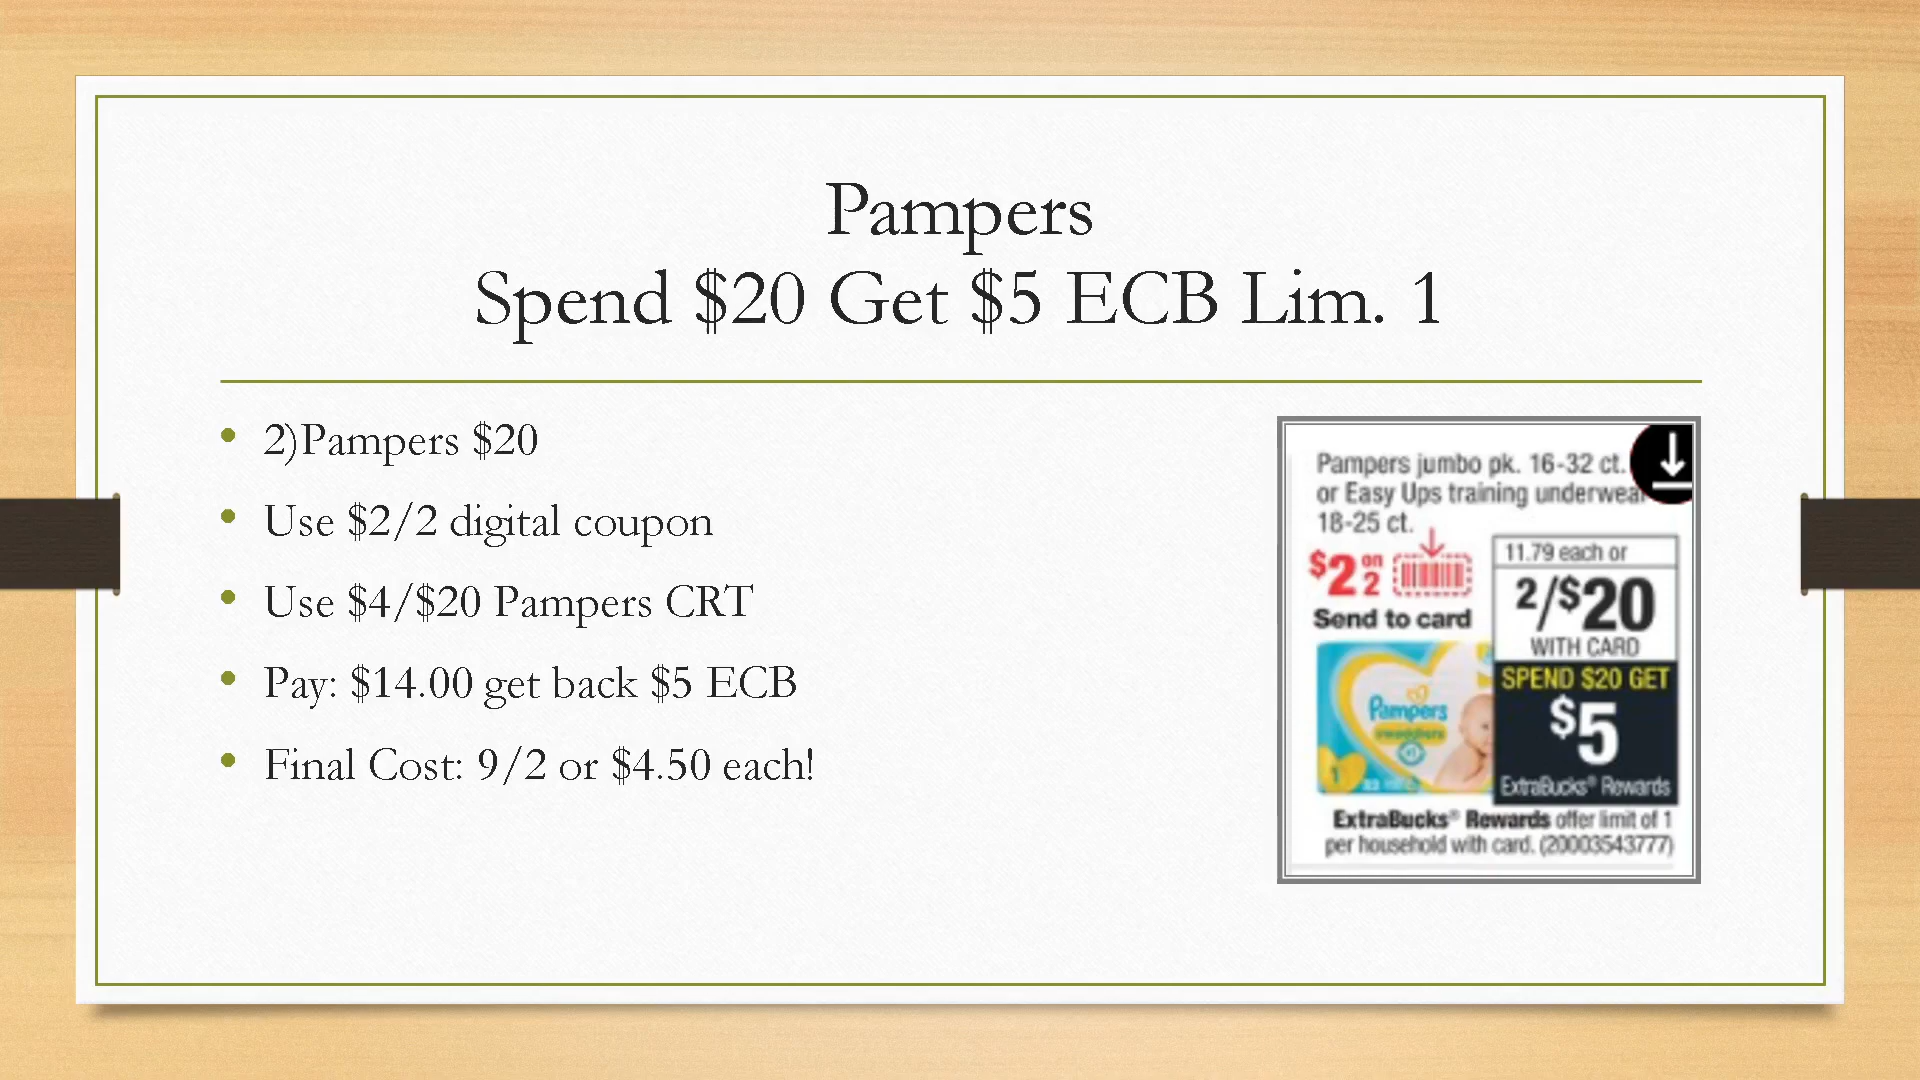 Pampers
Spend $20 Get $5 ECB Lim. 1
2)Pampers $20
Use $2/2 digital coupon
Use $4/$20 Pampers CRT
Pay: $14.00 get back $5 ECB
Final Cost: 9/2 or $4.50 each!
Pampers jumbo pk. 16-32 ct.
or Easy Ups training underwear
18-25 ct.
$2 on 2
Send to card
11.79 each or
2/$20
WITH CARD
SPEND $20 GET
$5
ExtraBucks® Rewards
Pampers
swaddlers
1
ExtraBucks® Rewards offer limit of 1
per household with card. (20003543777)